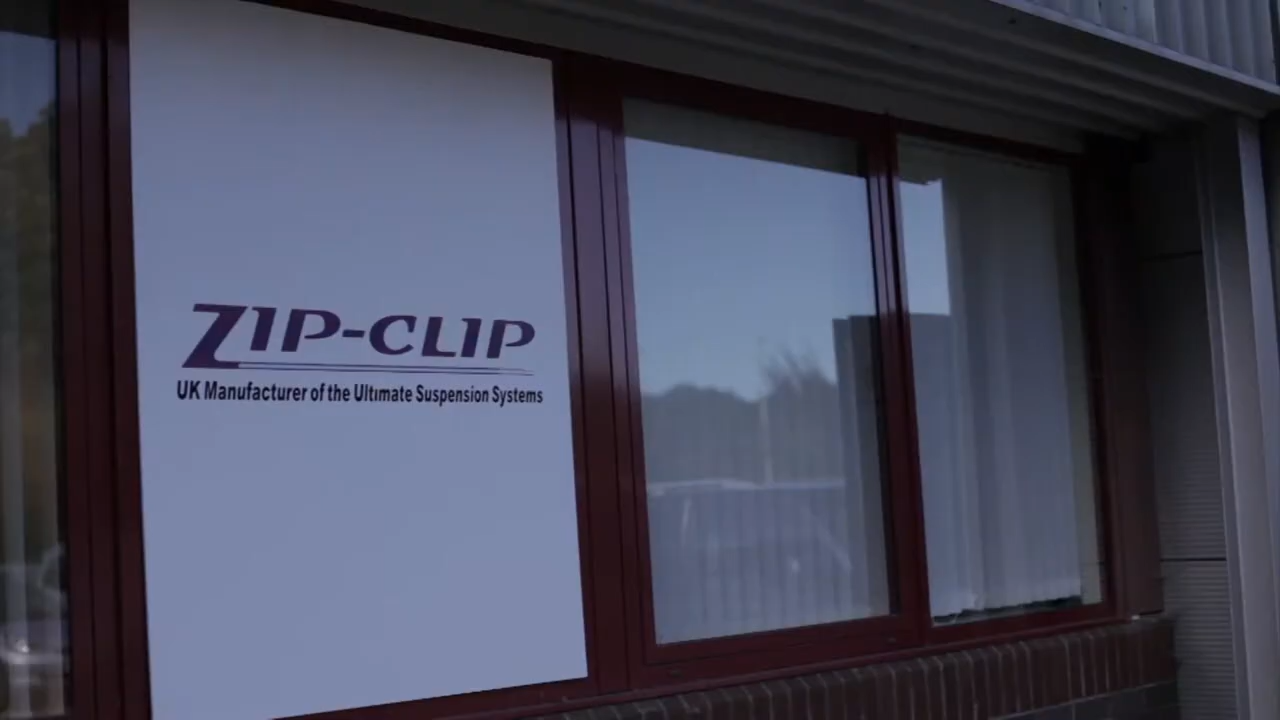 ZIP-CLIP
UK Manufacturer of the Ultimate Suspension Systems